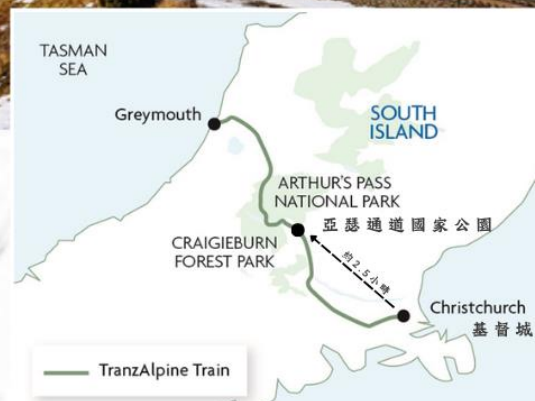 TASMAN
SEA
Greymouth
SOUTH
ISLAND
ARTHUR'S PASS
NATIONAL PARK
亞瑟通道國家公園
CRAIGIEBURN
FOREST PARK
約2.5小時
Christchurch
基督城
TranzAlpine Train